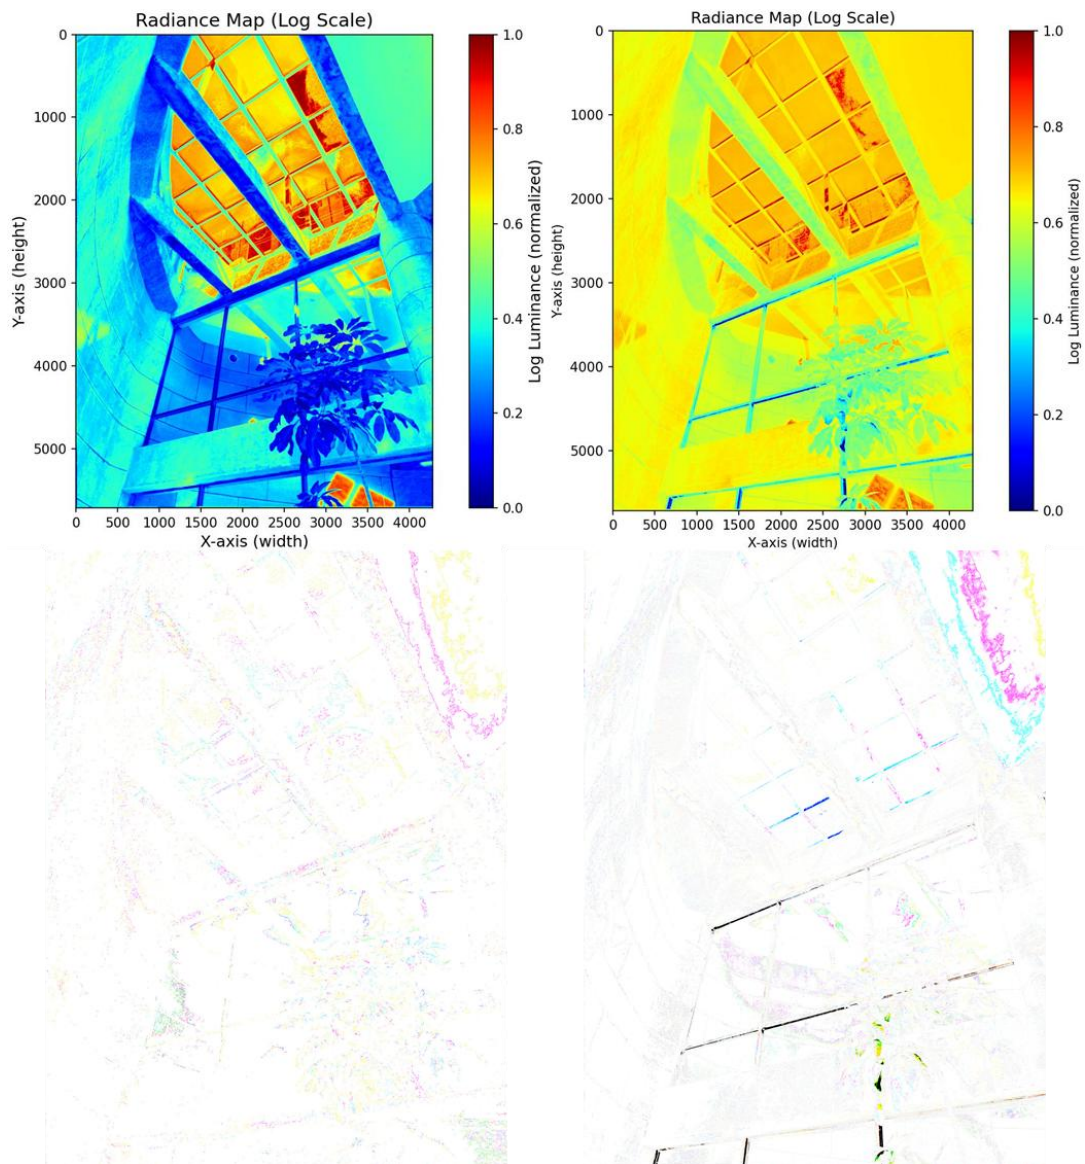 Radiance Map (Log Scale)
0
1000
2000
3000
4000
5000
Y-axis (height)
0 500 1000 1500 2000 2500 3000 3500 4000
X-axis (width)
1.0
0.8
0.6
0.4
0.2
0.0
Log Luminance (normalized)
Radiance Map (Log Scale)
0
1000
2000
3000
4000
5000
Y-axis (height)
0 500 1000 1500 2000 2500 3000 3500 4000
X-axis (width)
1.0
0.8
0.6
0.4
0.2
0.0
Log Luminance (normalized)